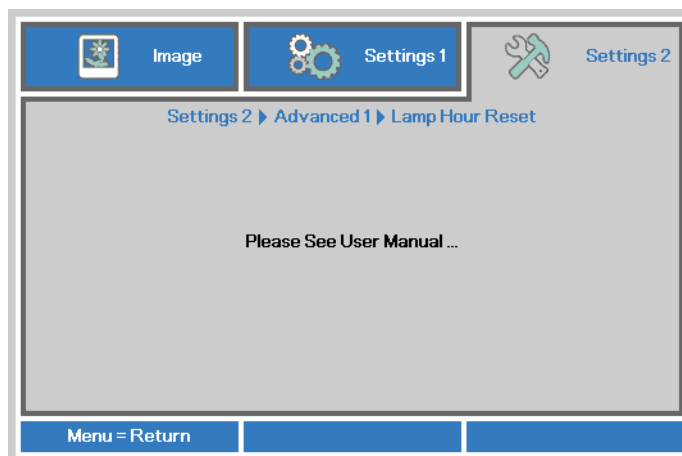 Image
Settings 1
Settings 2
Settings 2 ▶ Advanced 1 ▶ Lamp Hour Reset
Please See User Manual ...
Menu = Return